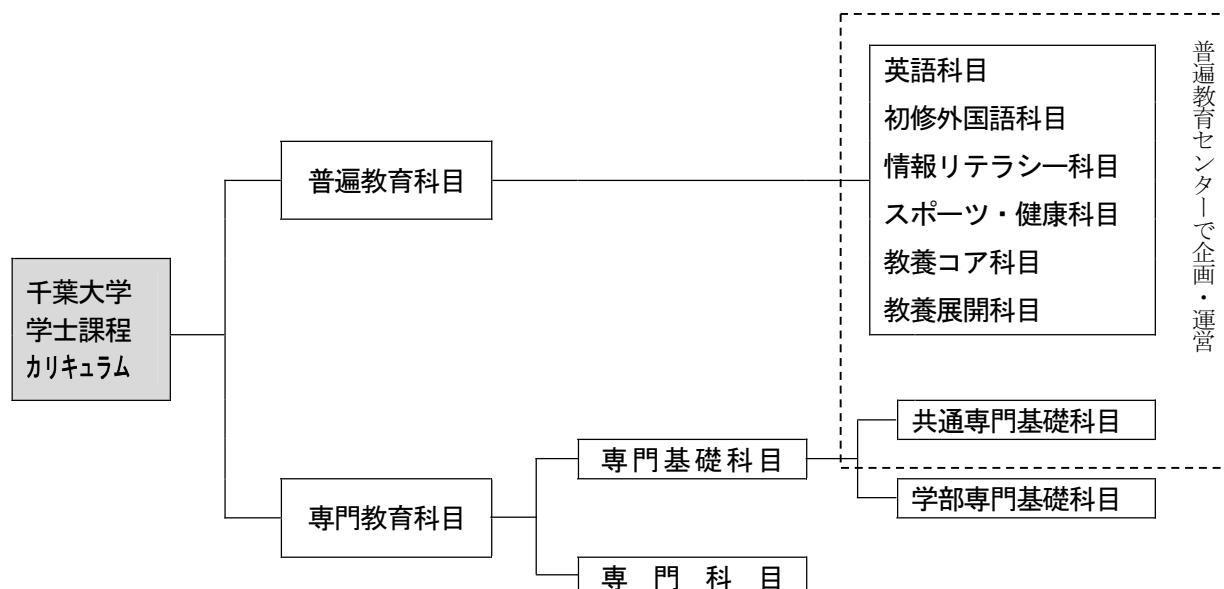 千葉大学
学士課程
カリキュラム
普遍教育科目
英語科目
初修外国語科目
情報リテラシー科目
スポーツ・健康科目
教養コア科目
教養展開科目
普遍教育センターで企画・運営
専門教育科目
専門基礎科目
共通専門基礎科目
学部専門基礎科目
専門科目